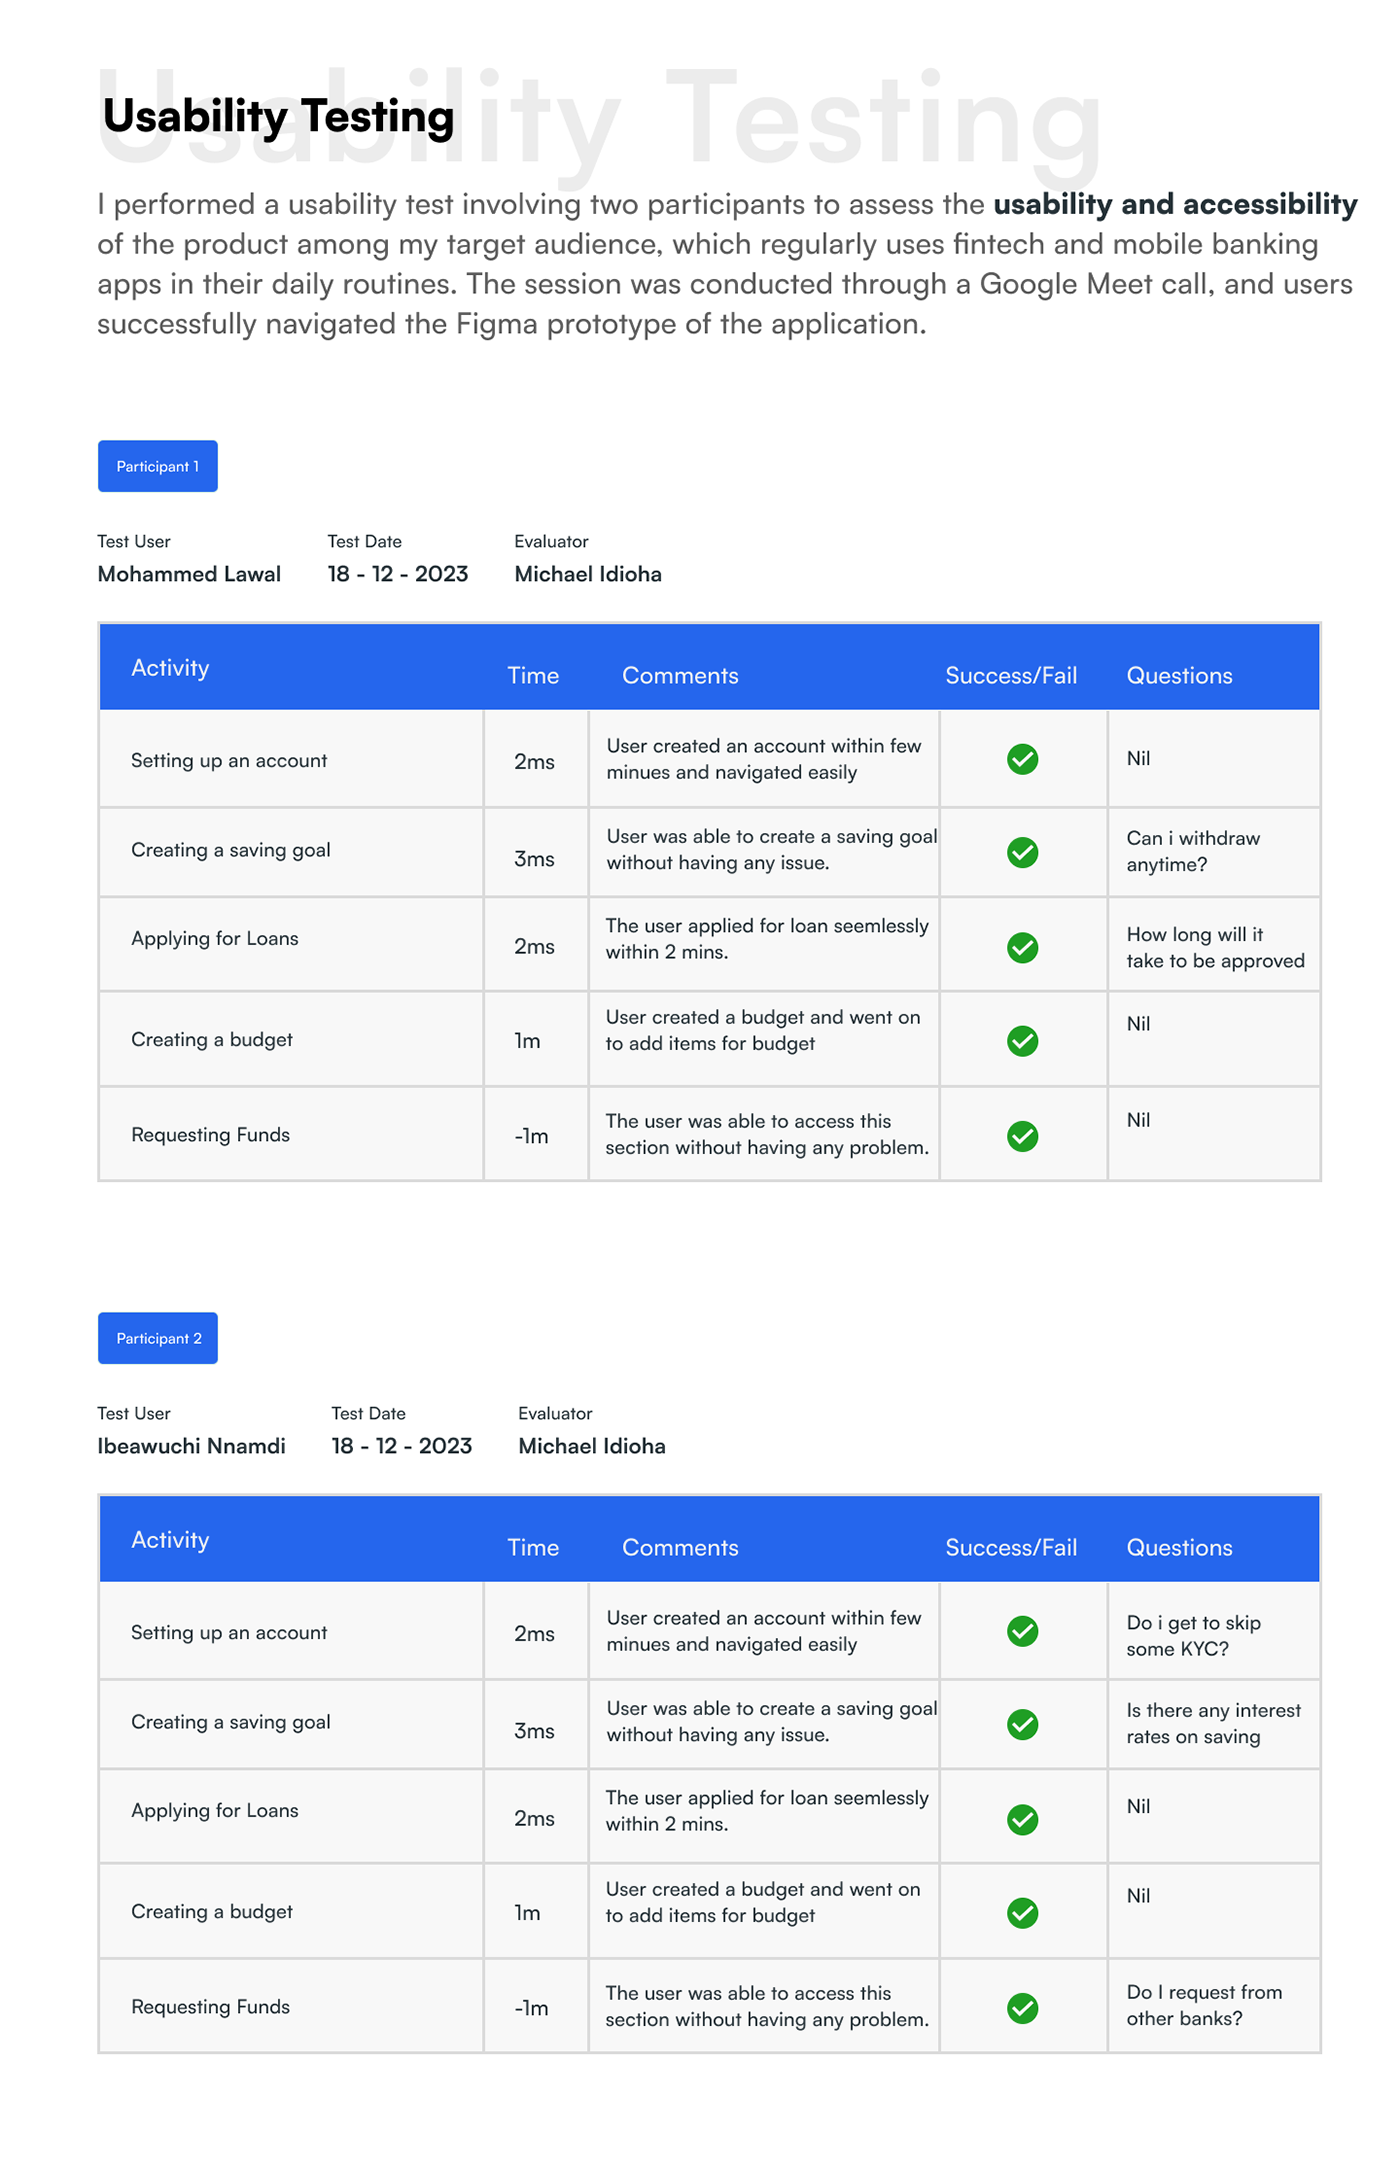 Usability Testing
Usability Testing
I performed a usability test involving two participants to assess the usability and accessibility
of the product among my target audience, which regularly uses fintech and mobile banking
apps in their daily routines. The session was conducted through a Google Meet call, and users
successfully navigated the Figma prototype of the application.
Participant 1
Test User
Mohammed Lawal
Test Date
18 - 12 - 2023
Evaluator
Michael Idioha
Activity
Time
Comments
Success/Fail
Questions
Setting up an account
2ms
User created an account within few
minues and navigated easily
Nil
Creating a saving goal
3ms
User was able to create a saving goal
without having any issue.
Can i withdraw
anytime?
Applying for Loans
2ms
The user applied for loan seemlessly
within 2 mins.
How long will it
take to be approved
Creating a budget
1m
User created a budget and went on
to add items for budget
Nil
Requesting Funds
-1m
The user was able to access this
section without having any problem.
Nil
Participant 2
Test User
Ibeawuchi Nnamdi
Test Date
18 - 12 - 2023
Evaluator
Michael Idioha
Activity
Time
Comments
Success/Fail
Questions
Setting up an account
2ms
User created an account within few
minues and navigated easily
Do i get to skip
some KYC?
Creating a saving goal
3ms
User was able to create a saving goal
without having any issue.
Is there any interest
rates on saving
Applying for Loans
2ms
The user applied for loan seemlessly
within 2 mins.
Nil
Creating a budget
1m
User created a budget and went on
to add items for budget
Nil
Requesting Funds
-1m
The user was able to access this
section without having any problem.
Do I request from
other banks?